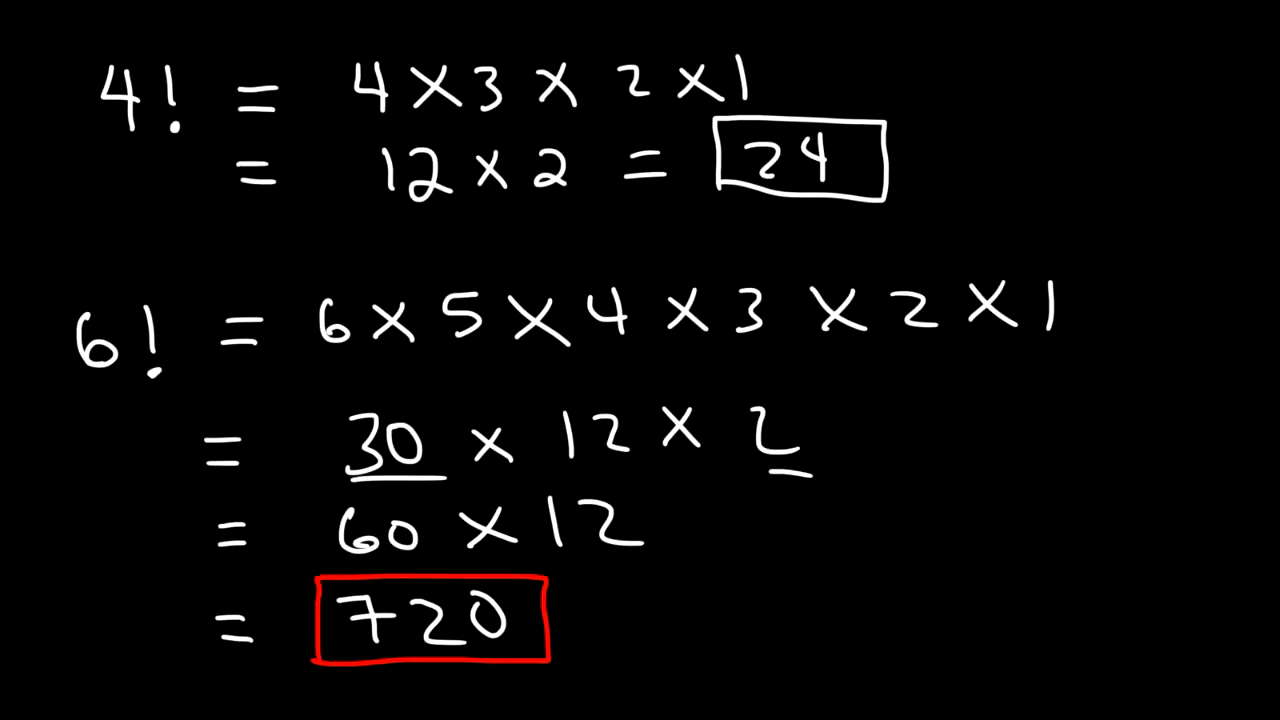 4! = 4 × 3 × 2 × 1
= 12 × 2 = 24
6! = 6 × 5 × 4 × 3 × 2 × 1
= 30 × 12 × 2
= 60 × 12
= 720